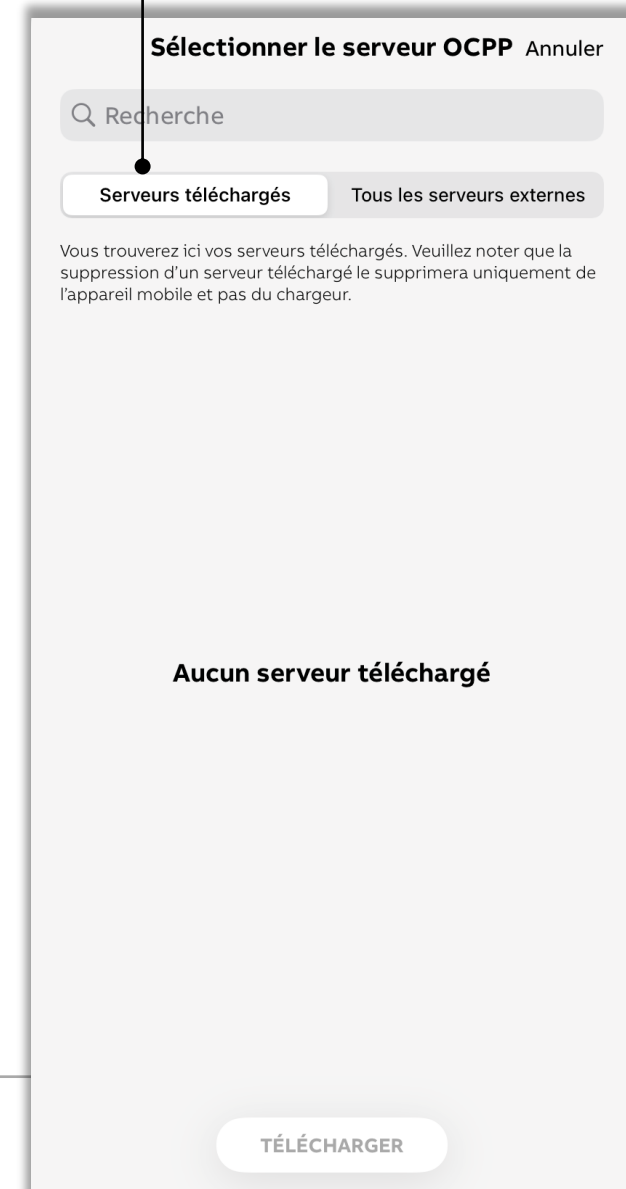 Sélectionner le serveur OCPP Annuler
Recherche
Serveurs téléchargés Tous les serveurs externes
Vous trouverez ici vos serveurs téléchargés. Veuillez noter que la
suppression d’un serveur téléchargé le supprimera uniquement de
l’appareil mobile et pas du chargeur.
Aucun serveur téléchargé
TÉLÉCHARGER